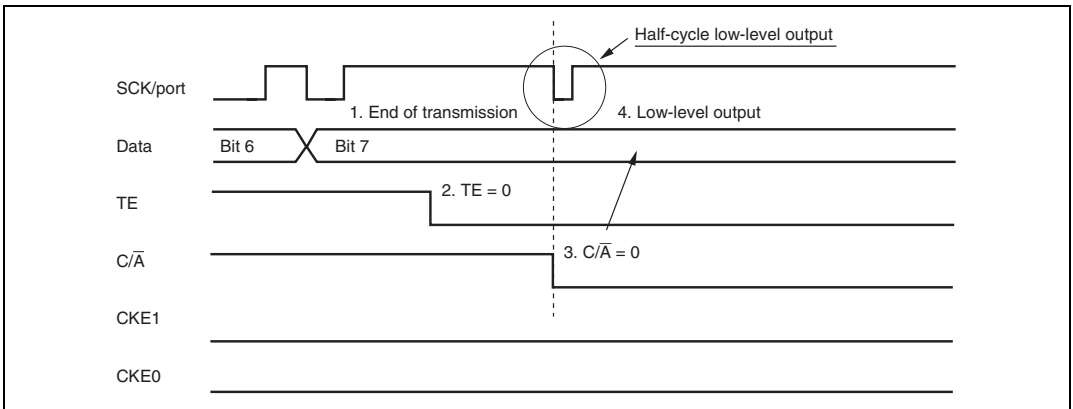 Half-cycle low-level output
SCK/port
1. End of transmission
4. Low-level output
Data
Bit 6
Bit 7
TE
2. TE = 0
C/A̅
3. C/A̅ = 0
CKE1
CKE0